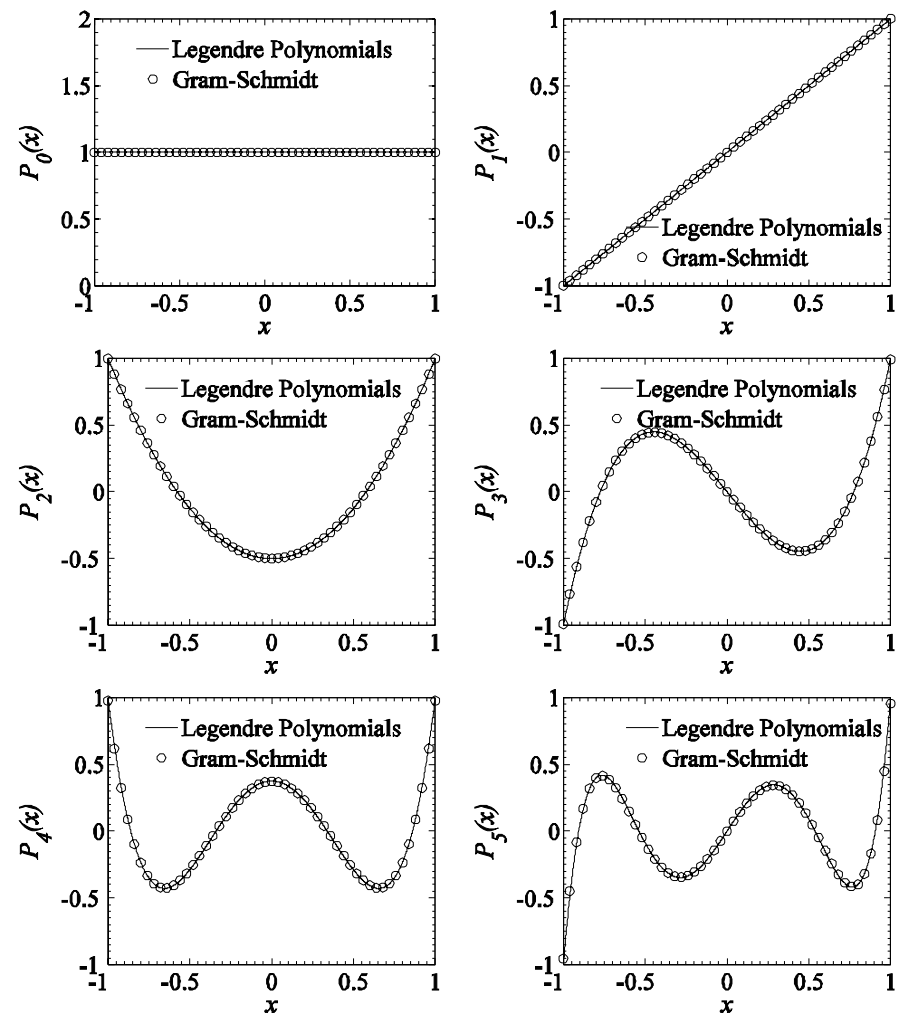 2
1.5
1
0.5
0
P0(x)
Legendre Polynomials
Gram-Schmidt
-1 -0.5 0 0.5 1
x
1
0.5
0
-0.5
-1
P1(x)
Legendre Polynomials
Gram-Schmidt
-1 -0.5 0 0.5 1
x
1
0.5
0
-0.5
-1
P2(x)
Legendre Polynomials
Gram-Schmidt
-1 -0.5 0 0.5 1
x
1
0.5
0
-0.5
-1
P3(x)
Legendre Polynomials
Gram-Schmidt
-1 -0.5 0 0.5 1
x
1
0.5
0
-0.5
-1
P4(x)
Legendre Polynomials
Gram-Schmidt
-1 -0.5 0 0.5 1
x
1
0.5
0
-0.5
-1
P5(x)
Legendre Polynomials
Gram-Schmidt
-1 -0.5 0 0.5 1
x